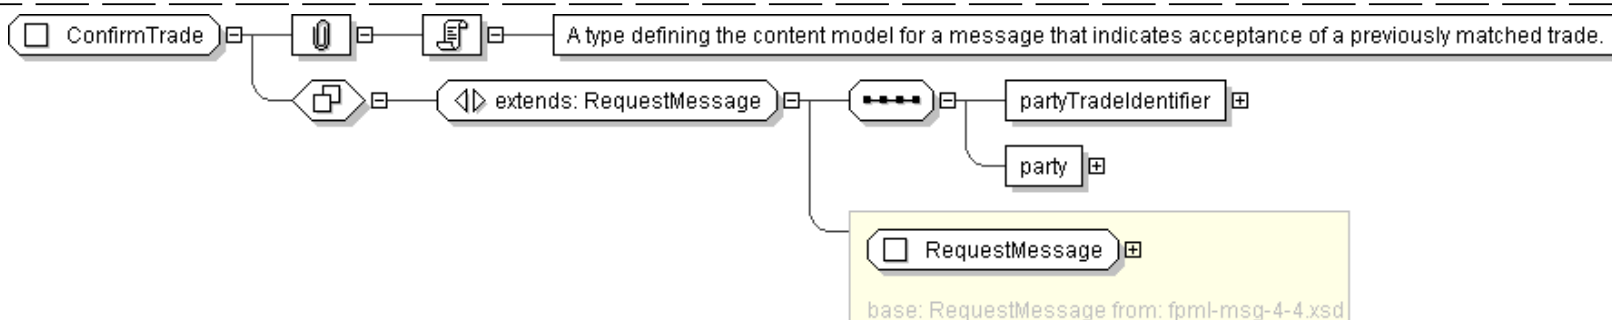 ConfirmTrade
A type defining the content model for a message that indicates acceptance of a previously matched trade.
extends: RequestMessage
partyTradeIdentifier
party
RequestMessage
base: RequestMessage from: fpml-msg-4-4.xsd